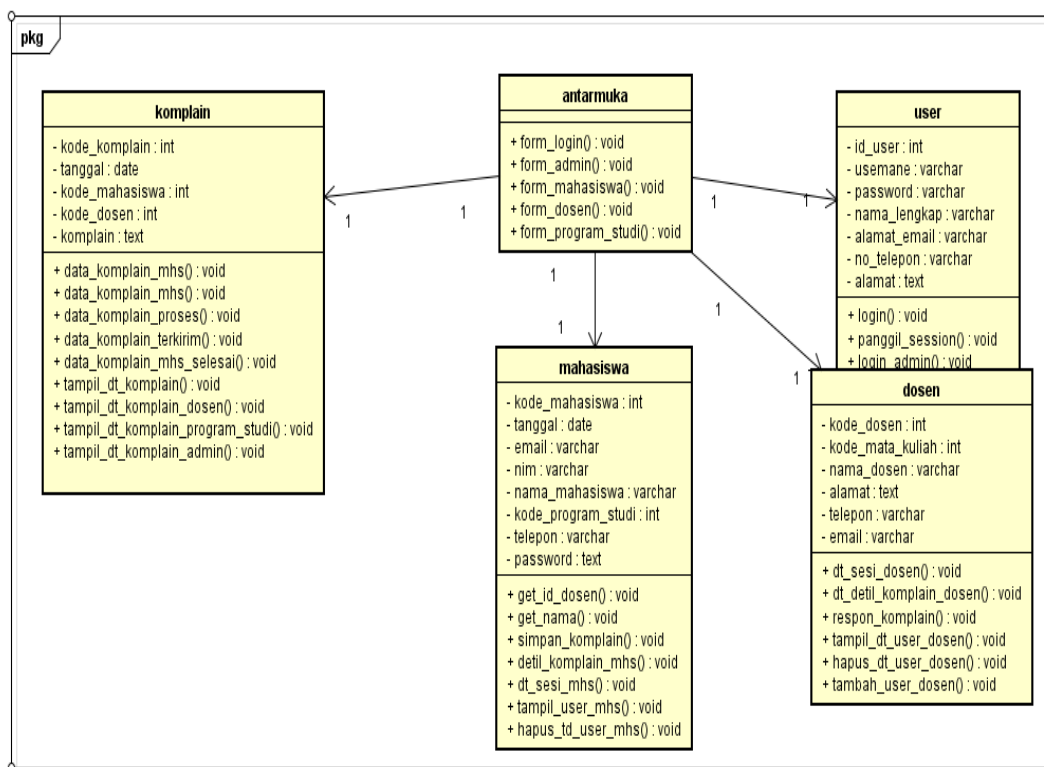 pkg
komplain
- kode_komplain : int
- tanggal : date
- kode_mahasiswa : int
- kode_dosen : int
- komplain : text
+ data_komplain_mhs() : void
+ data_komplain_mhs() : void
+ data_komplain_proses() : void
+ data_komplain_terkirim() : void
+ data_komplain_mhs_selesai() : void
+ tampil_dt_komplain() : void
+ tampil_dt_komplain_dosen() : void
+ tampil_dt_komplain_program_studi() : void
+ tampil_dt_komplain_admin() : void
antarmuka
+ form_login() : void
+ form_admin() : void
+ form_mahasiswa() : void
+ form_dosen() : void
+ form_program_studi() : void
user
- id_user : int
- usemane : varchar
- password : varchar
- nama_lengkap : varchar
- alamat_email : varchar
- no_telepon : varchar
- alamat : text
+ login() : void
+ panggil_session() : void
+ login_admin() : void
1
1
1
1
1
1
1
1
mahasiswa
- kode_mahasiswa : int
- tanggal : date
- email : varchar
- nim : varchar
- nama_mahasiswa : varchar
- kode_program_studi : int
- telepon : varchar
- password : text
+ get_id_dosen() : void
+ get_nama() : void
+ simpan_komplain() : void
+ detil_komplain_mhs() : void
+ dt_sesi_mhs() : void
+ tampil_user_mhs() : void
+ hapus_td_user_mhs() : void
dosen
- kode_dosen : int
- kode_mata_kuliah : int
- nama_dosen : varchar
- alamat : text
- telepon : varchar
- email : varchar
+ dt_sesi_dosen() : void
+ dt_detil_komplain_dosen() : void
+ respon_komplain() : void
+ tampil_dt_user_dosen() : void
+ hapus_dt_user_dosen() : void
+ tambah_user_dosen() : void
1